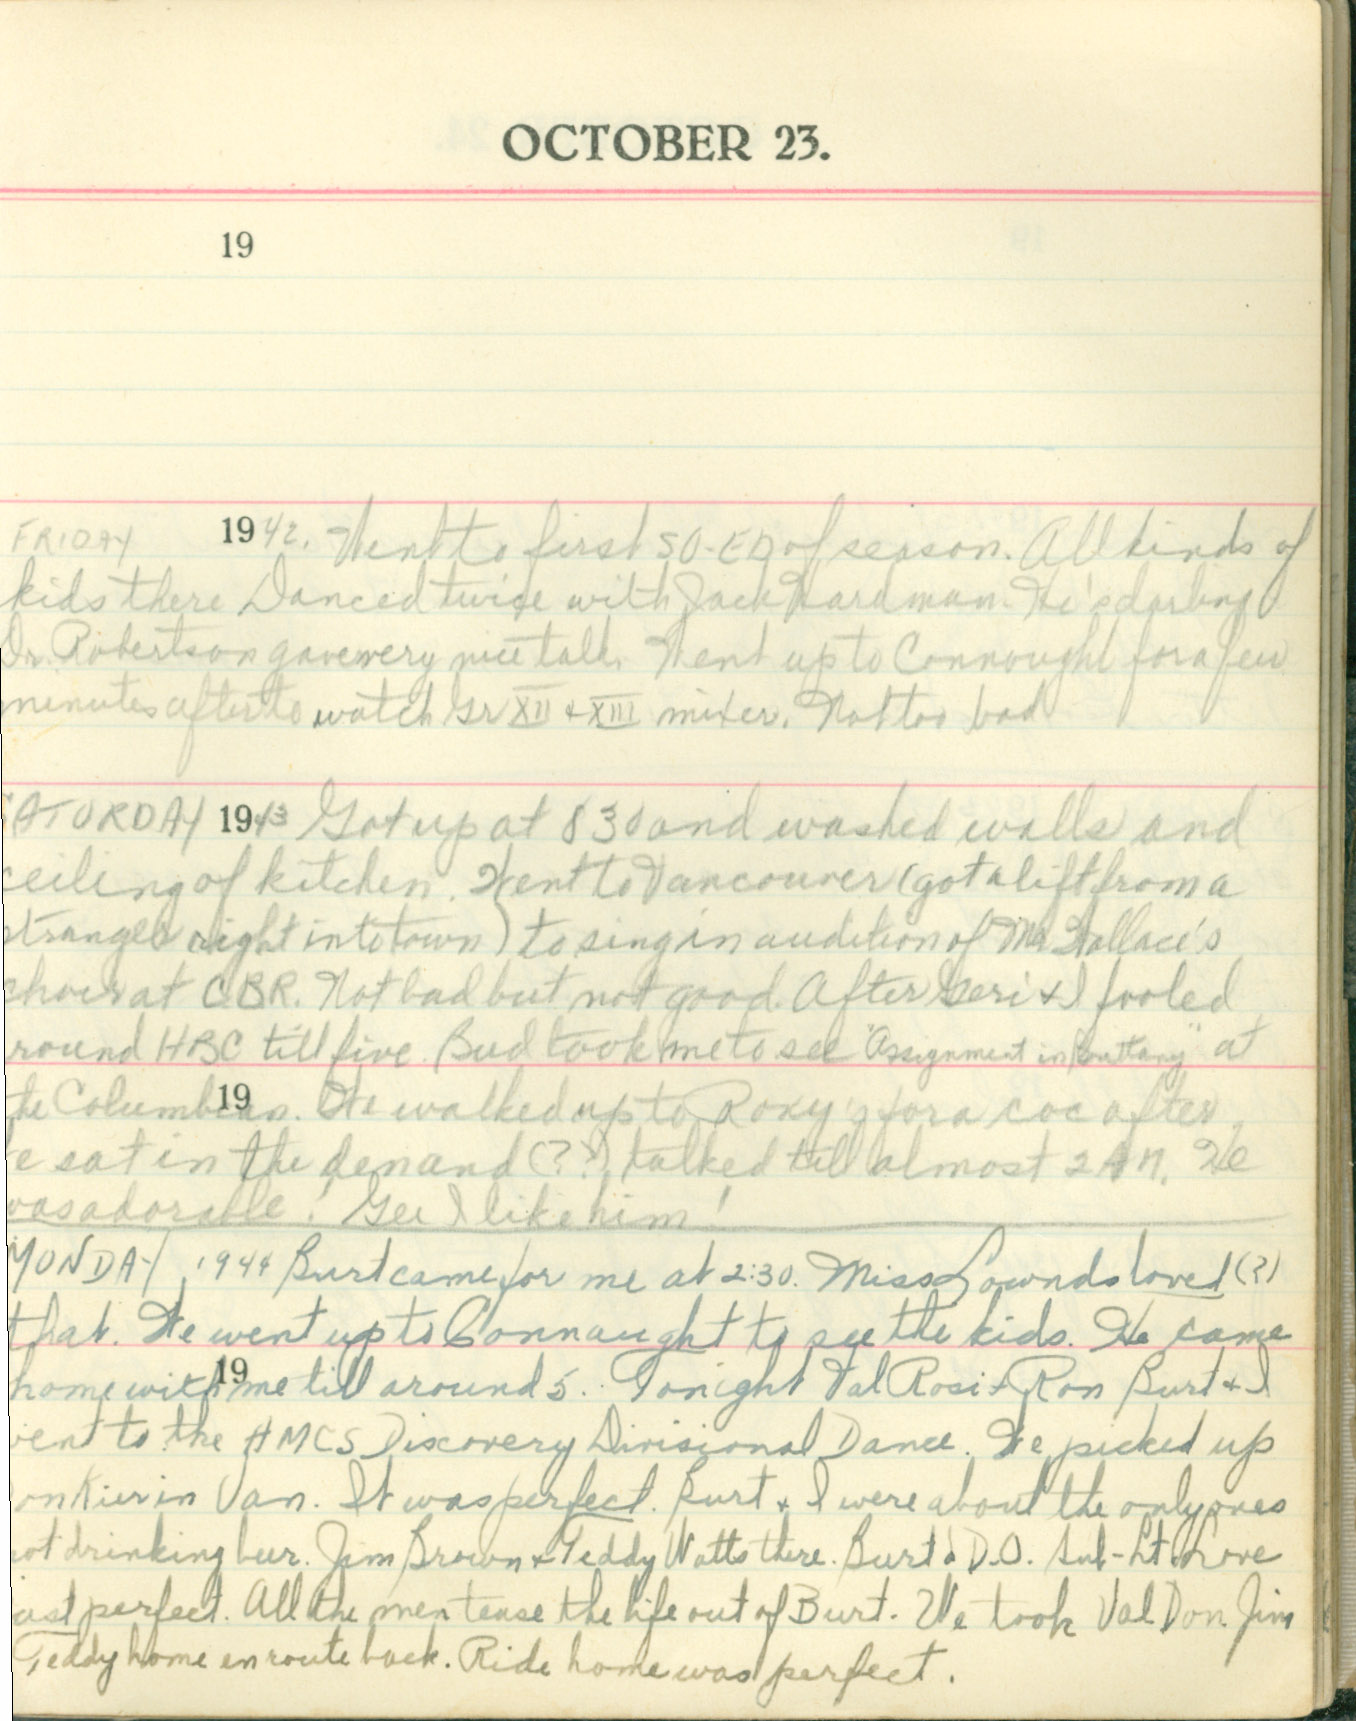 OCTOBER 23.
19
FRIDAY 1942. Went to first SO-ED of season. All kinds of
kids there Danced twice with Jack Hardman. He's darling
Dr. Robertson gave very nice talk. Went up to Connought for a few
minutes after to watch Gr XII + XIII mixer. Not too bad
ATURDAY 1943 Got up at 830 and washed walls and
ceiling of kitchen. Went to Vancouver (got a lift from a
stranger right into town) to sing in audition of Mr Wallace's
choir at CBR. Not bad but not good. After Geri & I fooled
round HBC till five. Bud took me to see "Assignment in Brittany" at
the Columbian. We walked up to Roxy's for a coc after
19
e sat in the demand (??), talked till almost 2 AM. He
was adorable! Gee I like him!
MONDAY 1944 Burt came for me at 2:30. Miss Lownds loved (?)
that. We went up to Connaught to see the kids. He came
home with me till around 5. Tonight Val Rosi + Ron Burt & I
19
went to the HMCS Discovery Divisional Dance. We picked up
on Kier in Van. It was perfect. Burt & I were about the only ones
not drinking beer. Jim Brown & Teddy Watts there. Burt's D.O. Sub-Lt Love
ust perfect. All the men tease the life out of Burt. We took Val Don Jim
Teddy home en route back. Ride home was perfect.